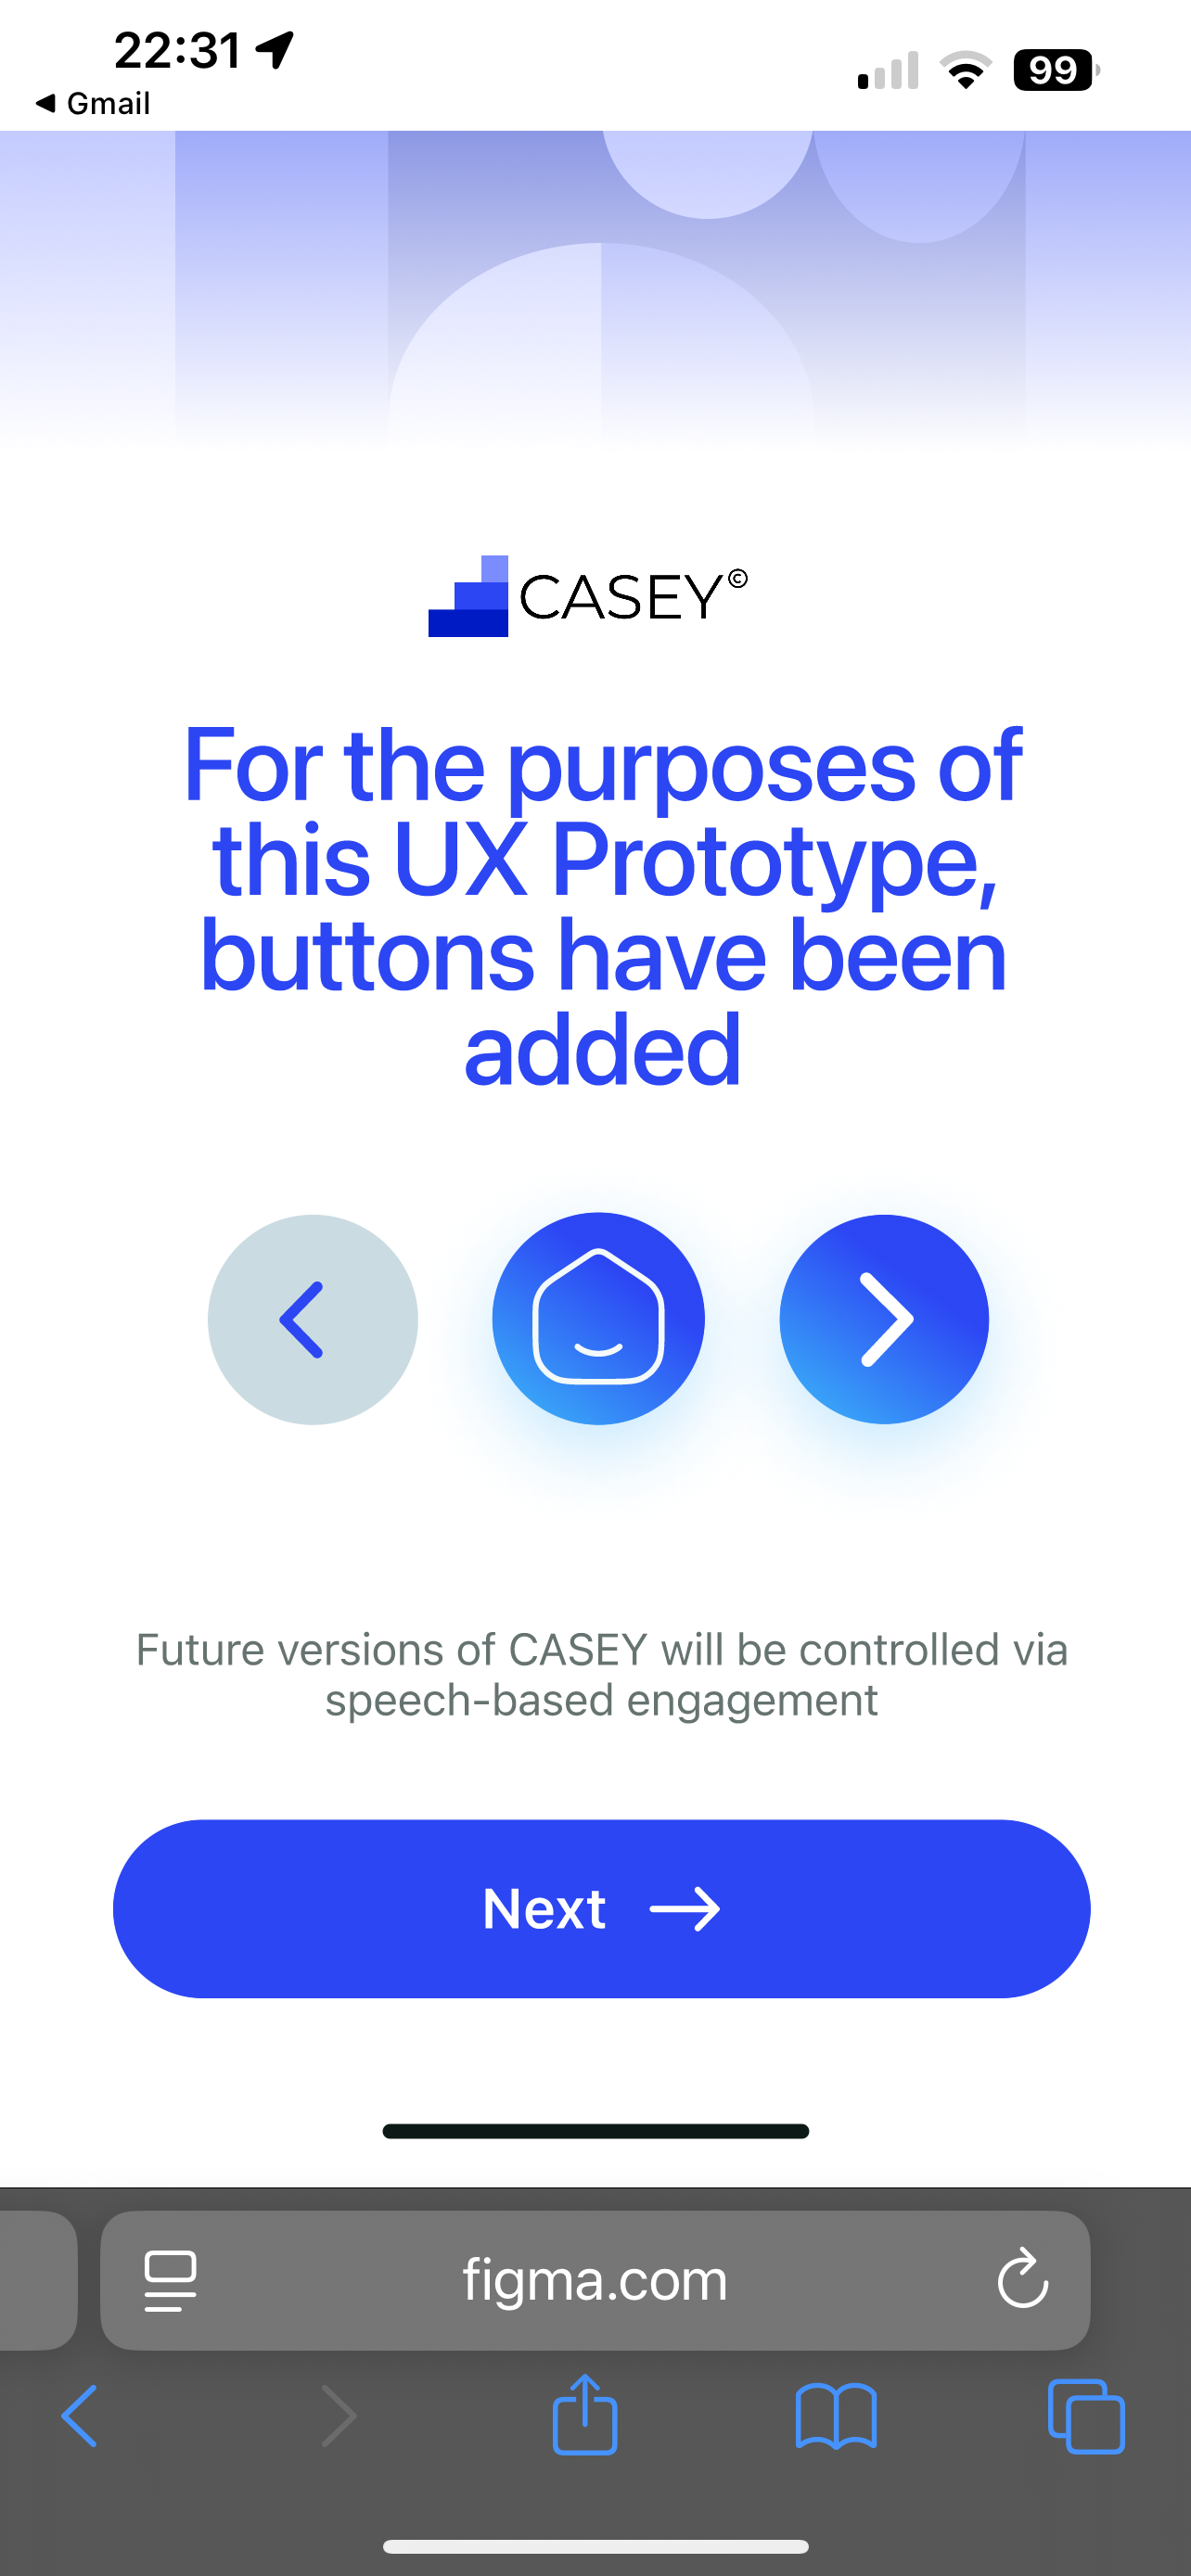 22:31
99
Gmail
CASEY©
For the purposes of
this UX Prototype,
buttons have been
added
Future versions of CASEY will be controlled via
speech-based engagement
Next
figma.com